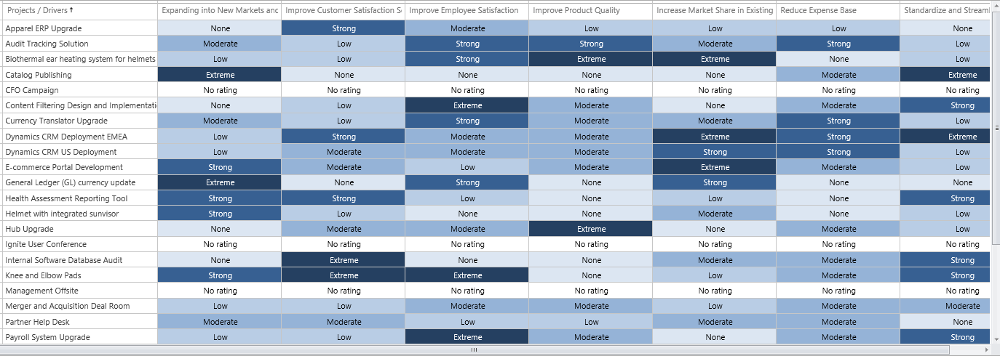 Projects / Drivers Expanding into New Markets and Improve Customer Satisfaction S Improve Employee Satisfaction Improve Product Quality Increase Market Share in Existing Reduce Expense Base Standardize and Streaml
Apparel ERP Upgrade None Strong Moderate Low Low Low None
Audit Tracking Solution Moderate Low Strong Strong Moderate Strong Low
Biothermal ear heating system for helmets Low Low Strong Extreme Extreme None Low
Catalog Publishing Extreme None None None None Moderate Extreme
CFO Campaign No rating No rating No rating No rating No rating No rating No rating
Content Filtering Design and Implementati None Low Extreme Moderate None Moderate Strong
Currency Translator Upgrade Moderate Low Strong Moderate Moderate Strong Low
Dynamics CRM Deployment EMEA Low Strong Moderate Moderate Extreme Strong Extreme
Dynamics CRM US Deployment Low Moderate Moderate Moderate Strong Strong Low
E-commerce Portal Development Strong Moderate Low Moderate Extreme Moderate Low
General Ledger (GL) currency update Extreme None Strong None Strong None None
Health Assessment Reporting Tool Strong Strong Low None Low None Strong
Helmet with integrated sunvisor Strong Low None None Moderate None Low
Hub Upgrade None Moderate Moderate Extreme None Moderate Low
Ignite User Conference No rating No rating No rating No rating No rating No rating No rating
Internal Software Database Audit None Extreme None None Moderate Moderate Strong
Knee and Elbow Pads Strong Extreme Extreme None Low Moderate Strong
Management Offsite No rating No rating No rating No rating No rating No rating No rating
Merger and Acquisition Deal Room Low Low Moderate Moderate Low Moderate Moderate
Partner Help Desk Moderate Moderate Low Low Moderate Moderate None
Payroll System Upgrade Low Low Extreme Moderate None Moderate Strong